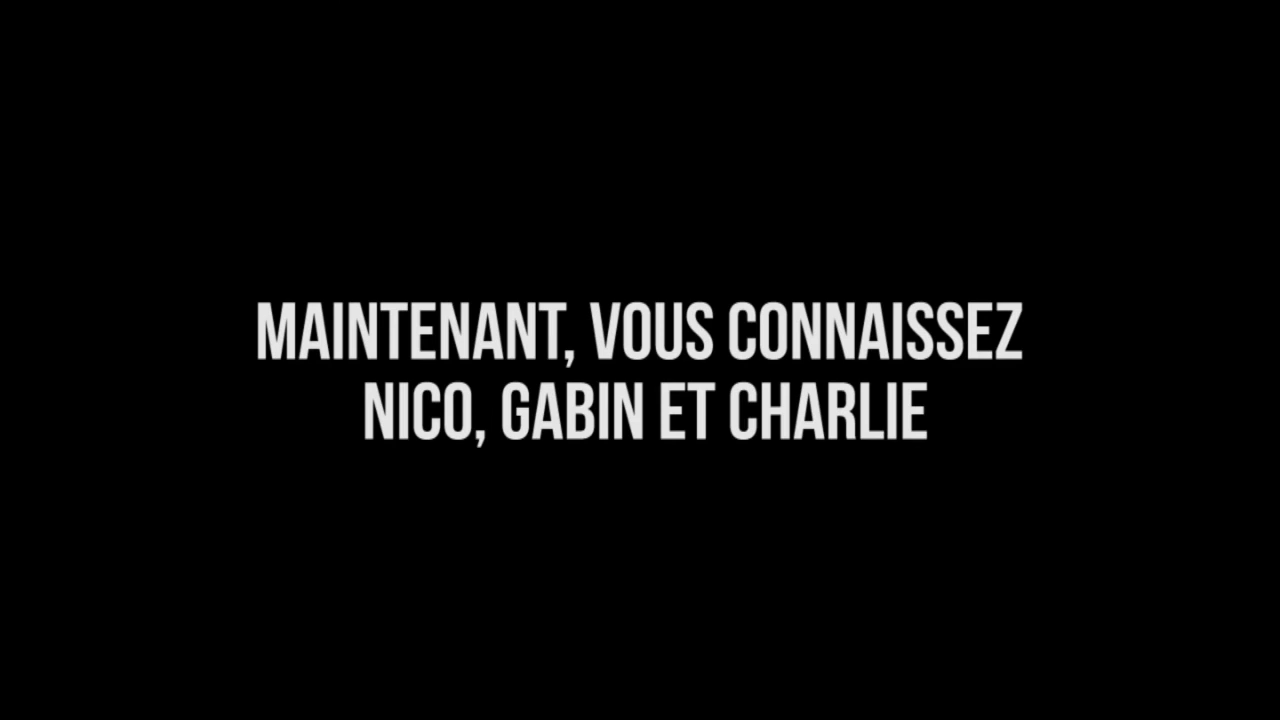 MAINTENANT, VOUS CONNAISSEZ
NICO, GABIN ET CHARLIE